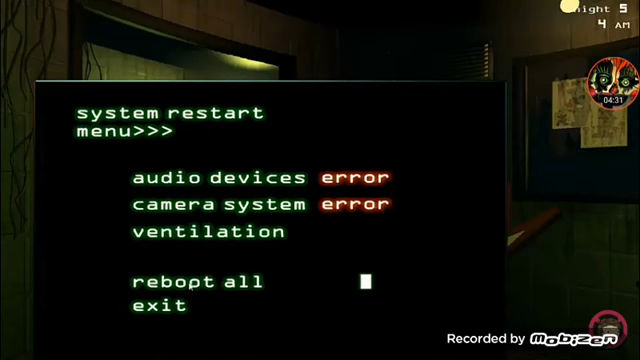 night 5
4 AM
04:31
system restart
menu>>>
audio devices error
camera system error
ventilation
reboot all
exit
Recorded by Mobizen